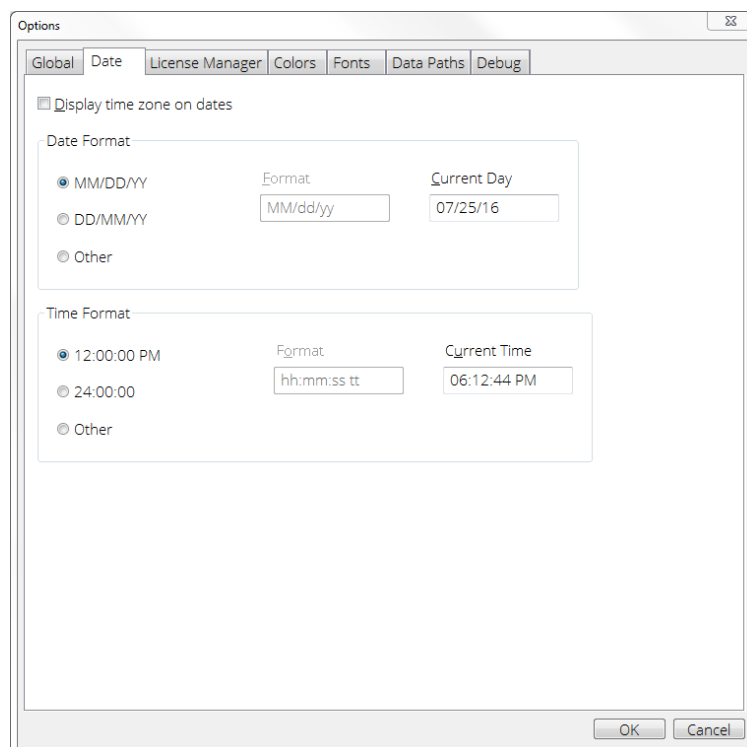 Options
Global Date License Manager Colors Fonts Data Paths Debug
Display time zone on dates
Date Format
MM/DD/YY Format Current Day
MM/dd/yy 07/25/16
DD/MM/YY
Other
Time Format
12:00:00 PM Format Current Time
hh:mm:ss tt 06:12:44 PM
24:00:00
Other
OK Cancel